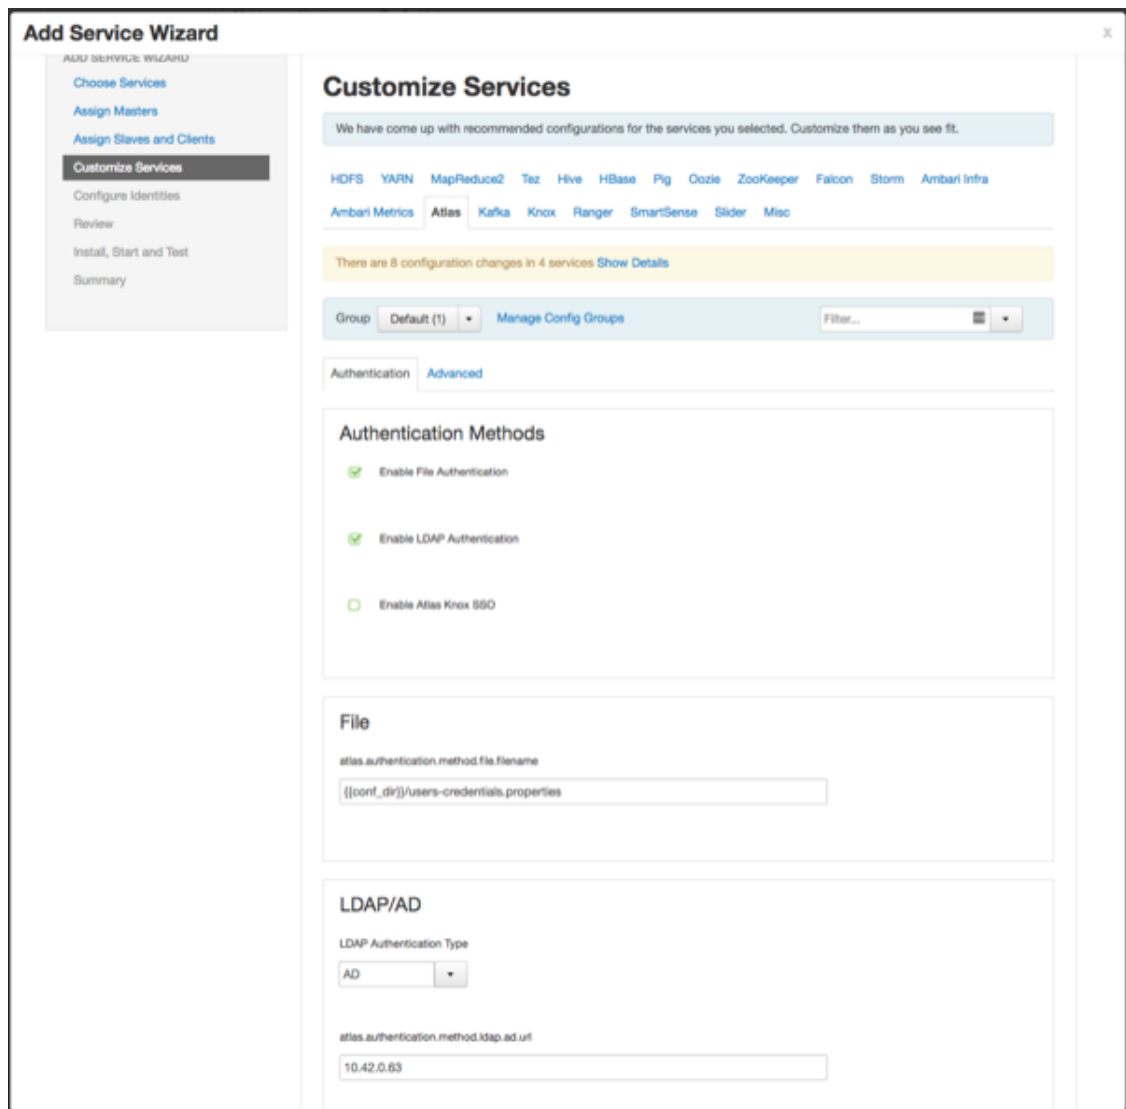 Add Service Wizard
x
ADD SERVICE WIZARD
Choose Services
Assign Masters
Assign Slaves and Clients
Customize Services
Configure Identities
Review
Install, Start and Test
Summary
Customize Services
We have come up with recommended configurations for the services you selected. Customize them as you see fit.
HDFS YARN MapReduce2 Tez Hive HBase Pig Oozie ZooKeeper Falcon Storm Ambari Infra
Ambari Metrics Atlas Kafka Knox Ranger SmartSense Slider Misc
There are 8 configuration changes in 4 services Show Details
Group Default (1) Manage Config Groups Filter...
Authentication Advanced
Authentication Methods
Enable File Authentication
Enable LDAP Authentication
Enable Atlas Knox SSO
File
atlas.authentication.method.file.filename
{{conf_dir}}/users-credentials.properties
LDAP/AD
LDAP Authentication Type
AD
atlas.authentication.method.ldap.ad.url
10.42.0.63